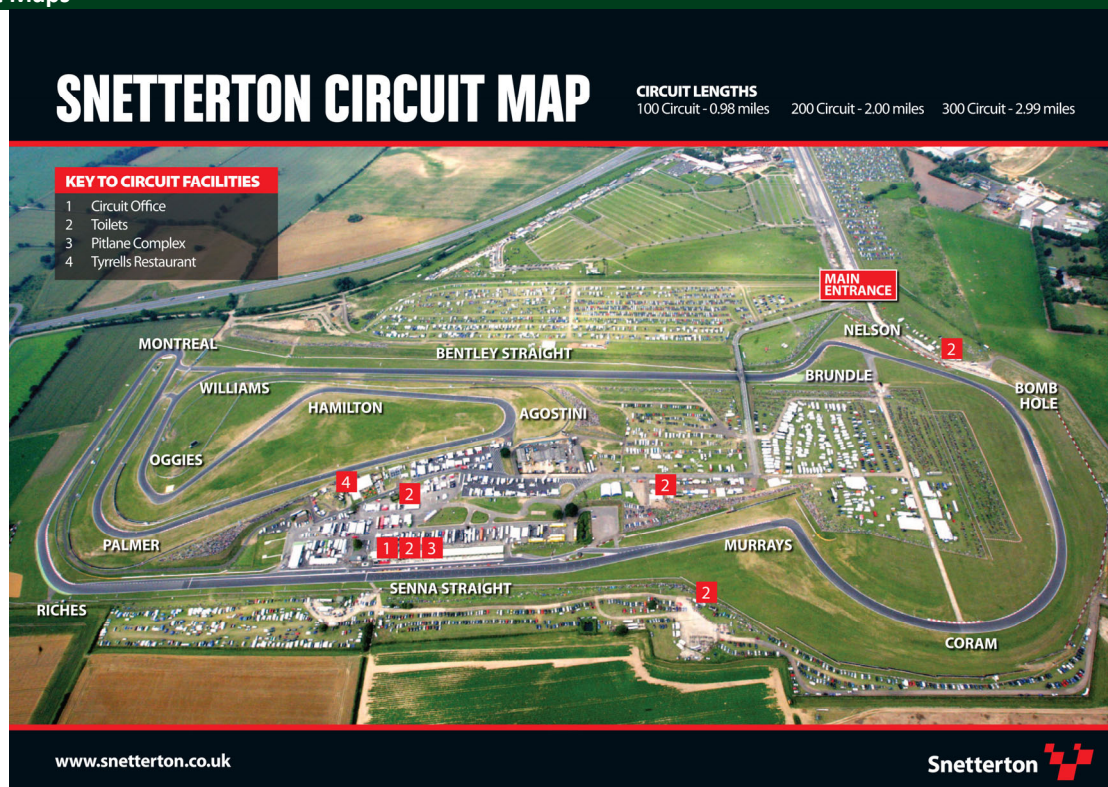 Maps
SNETTERTON CIRCUIT MAP
CIRCUIT LENGTHS
100 Circuit - 0.98 miles 200 Circuit - 2.00 miles 300 Circuit - 2.99 miles
KEY TO CIRCUIT FACILITIES
1 Circuit Office
2 Toilets
3 Pitlane Complex
4 Tyrrells Restaurant
MAIN
ENTRANCE
NELSON
2
MONTREAL
BENTLEY STRAIGHT
BRUNDLE
BOMB
HOLE
WILLIAMS
HAMILTON
AGOSTINI
OGGIES
4
2
2
PALMER
1 2 3
MURRAYS
SENNA STRAIGHT
2
RICHES
CORAM
www.snetterton.co.uk
Snetterton